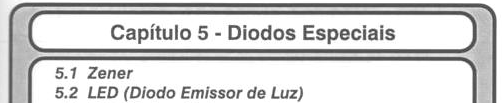 Capítulo 5 - Diodos Especiais
5.1 Zener
5.2 LED (Diodo Emissor de Luz)